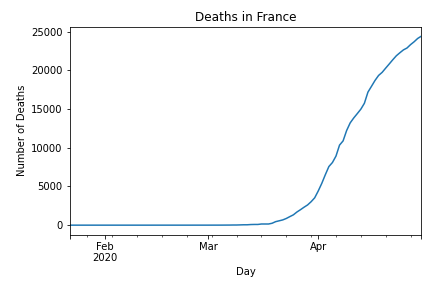 Deaths in France
25000
20000
15000
10000
5000
0
Number of Deaths
Feb
2020
Mar
Apr
Day